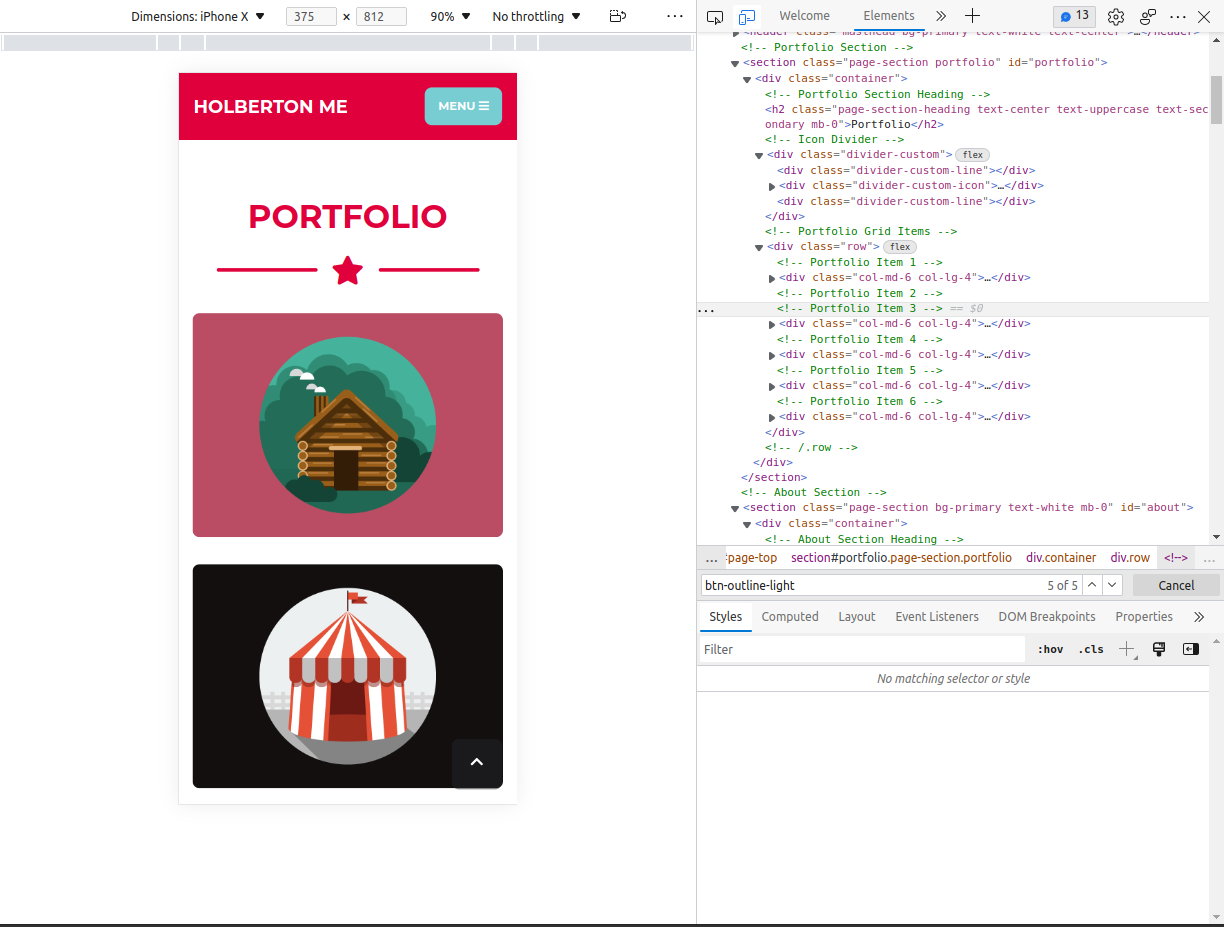 Dimensions: iPhone X ▼ 375 × 812 90% ▼ No throttling ▼ ...
HOLBERTON ME
MENU ☰
PORTFOLIO
Welcome Elements 13
<header class="masthead bg-primary text-white text-center">…</header>
<!-- Portfolio Section -->
<section class="page-section portfolio" id="portfolio">
<div class="container">
<!-- Portfolio Section Heading -->
<h2 class="page-section-heading text-center text-uppercase text-sec
ondary mb-0">Portfolio</h2>
<!-- Icon Divider -->
<div class="divider-custom"> flex
<div class="divider-custom-line"></div>
<div class="divider-custom-icon">…</div>
<div class="divider-custom-line"></div>
</div>
<!-- Portfolio Grid Items -->
<div class="row"> flex
<!-- Portfolio Item 1 -->
<div class="col-md-6 col-lg-4">…</div>
<!-- Portfolio Item 2 -->
... <!-- Portfolio Item 3 --> == $0
<div class="col-md-6 col-lg-4">…</div>
<!-- Portfolio Item 4 -->
<div class="col-md-6 col-lg-4">…</div>
<!-- Portfolio Item 5 -->
<div class="col-md-6 col-lg-4">…</div>
<!-- Portfolio Item 6 -->
<div class="col-md-6 col-lg-4">…</div>
</div>
<!-- /.row -->
</div>
</section>
<!-- About Section -->
<section class="page-section bg-primary text-white mb-0" id="about">
<div class="container">
<!-- About Section Heading -->
... #page-top section#portfolio.page-section.portfolio div.container div.row <!--> ...
btn-outline-light 5 of 5 Cancel
Styles Computed Layout Event Listeners DOM Breakpoints Properties
Filter :hov .cls
No matching selector or style